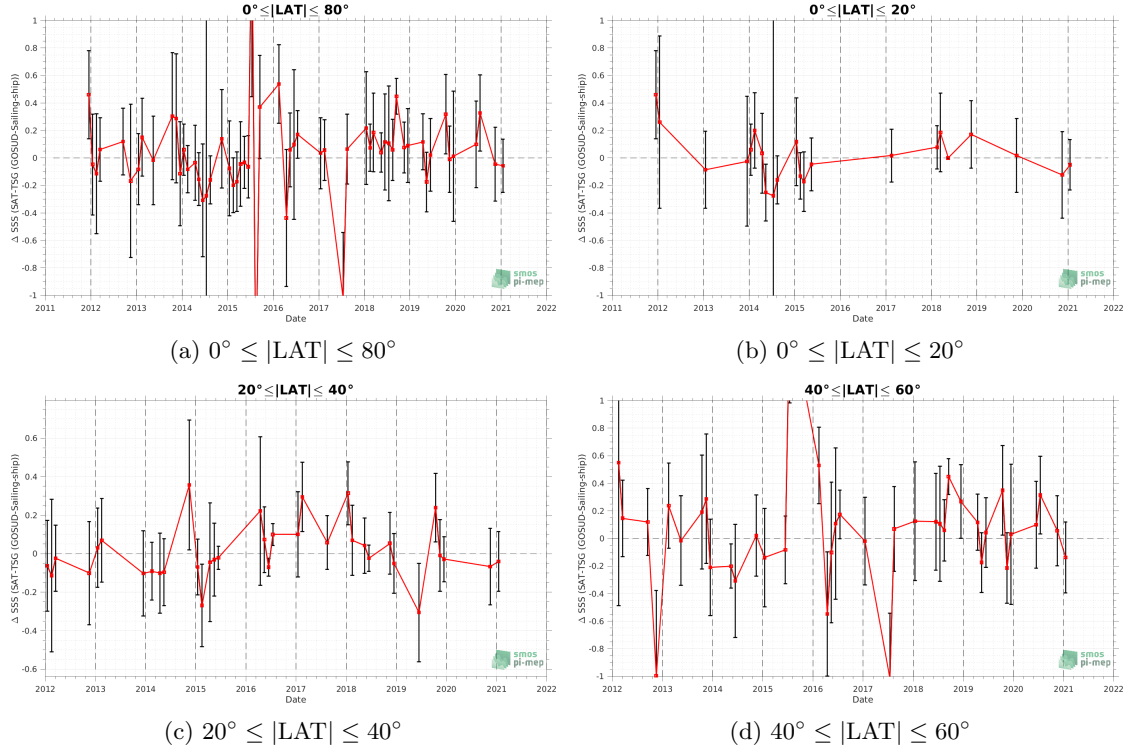 0°≤|LAT|≤ 80°
Δ SSS (SAT-TSG (GOSUD-Sailing-ship))
1
0.8
0.6
0.4
0.2
0
-0.2
-0.4
-0.6
-0.8
-1
2011 2012 2013 2014 2015 2016 2017 2018 2019 2020 2021 2022
Date
smos
pi-mep
(a) 0° ≤ |LAT| ≤ 80°
0°≤|LAT|≤ 20°
Δ SSS (SAT-TSG (GOSUD-Sailing-ship))
1
0.8
0.6
0.4
0.2
0
-0.2
-0.4
-0.6
-0.8
-1
2011 2012 2013 2014 2015 2016 2017 2018 2019 2020 2021 2022
Date
smos
pi-mep
(b) 0° ≤ |LAT| ≤ 20°
20°≤|LAT|≤ 40°
Δ SSS (SAT-TSG (GOSUD-Sailing-ship))
0.6
0.4
0.2
0
-0.2
-0.4
-0.6
2012 2013 2014 2015 2016 2017 2018 2019 2020 2021 2022
Date
smos
pi-mep
(c) 20° ≤ |LAT| ≤ 40°
40°≤|LAT|≤ 60°
Δ SSS (SAT-TSG (GOSUD-Sailing-ship))
1
0.8
0.6
0.4
0.2
0
-0.2
-0.4
-0.6
-0.8
-1
2012 2013 2014 2015 2016 2017 2018 2019 2020 2021 2022
Date
smos
pi-mep
(d) 40° ≤ |LAT| ≤ 60°